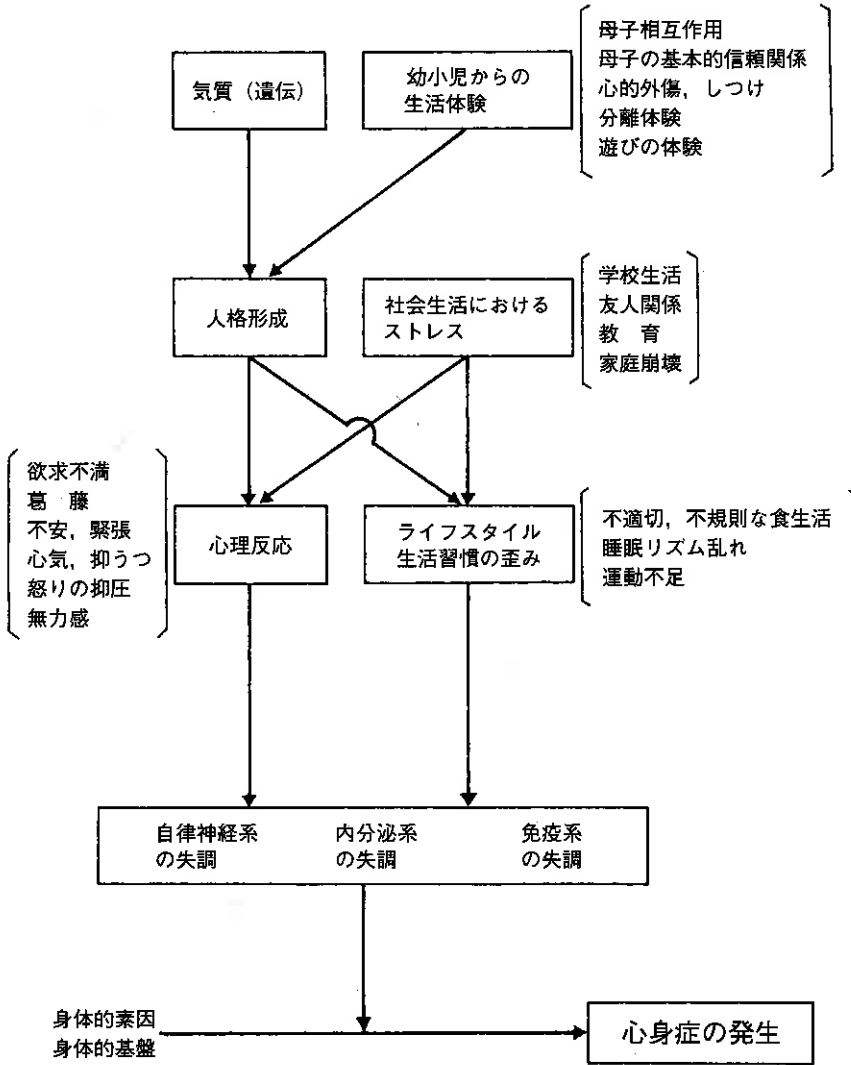 気質（遺伝）
幼小児からの
生活体験
母子相互作用
母子の基本的信頼関係
心的外傷，しつけ
分離体験
遊びの体験
人格形成
社会生活における
ストレス
学校生活
友人関係
教　育
家庭崩壊
欲求不満
葛　藤
不安，緊張
心気，抑うつ
怒りの抑圧
無力感
心理反応
ライフスタイル
生活習慣の歪み
不適切，不規則な食生活
睡眠リズム乱れ
運動不足
自律神経系
の失調
内分泌系
の失調
免疫系
の失調
身体的素因
身体的基盤
心身症の発生